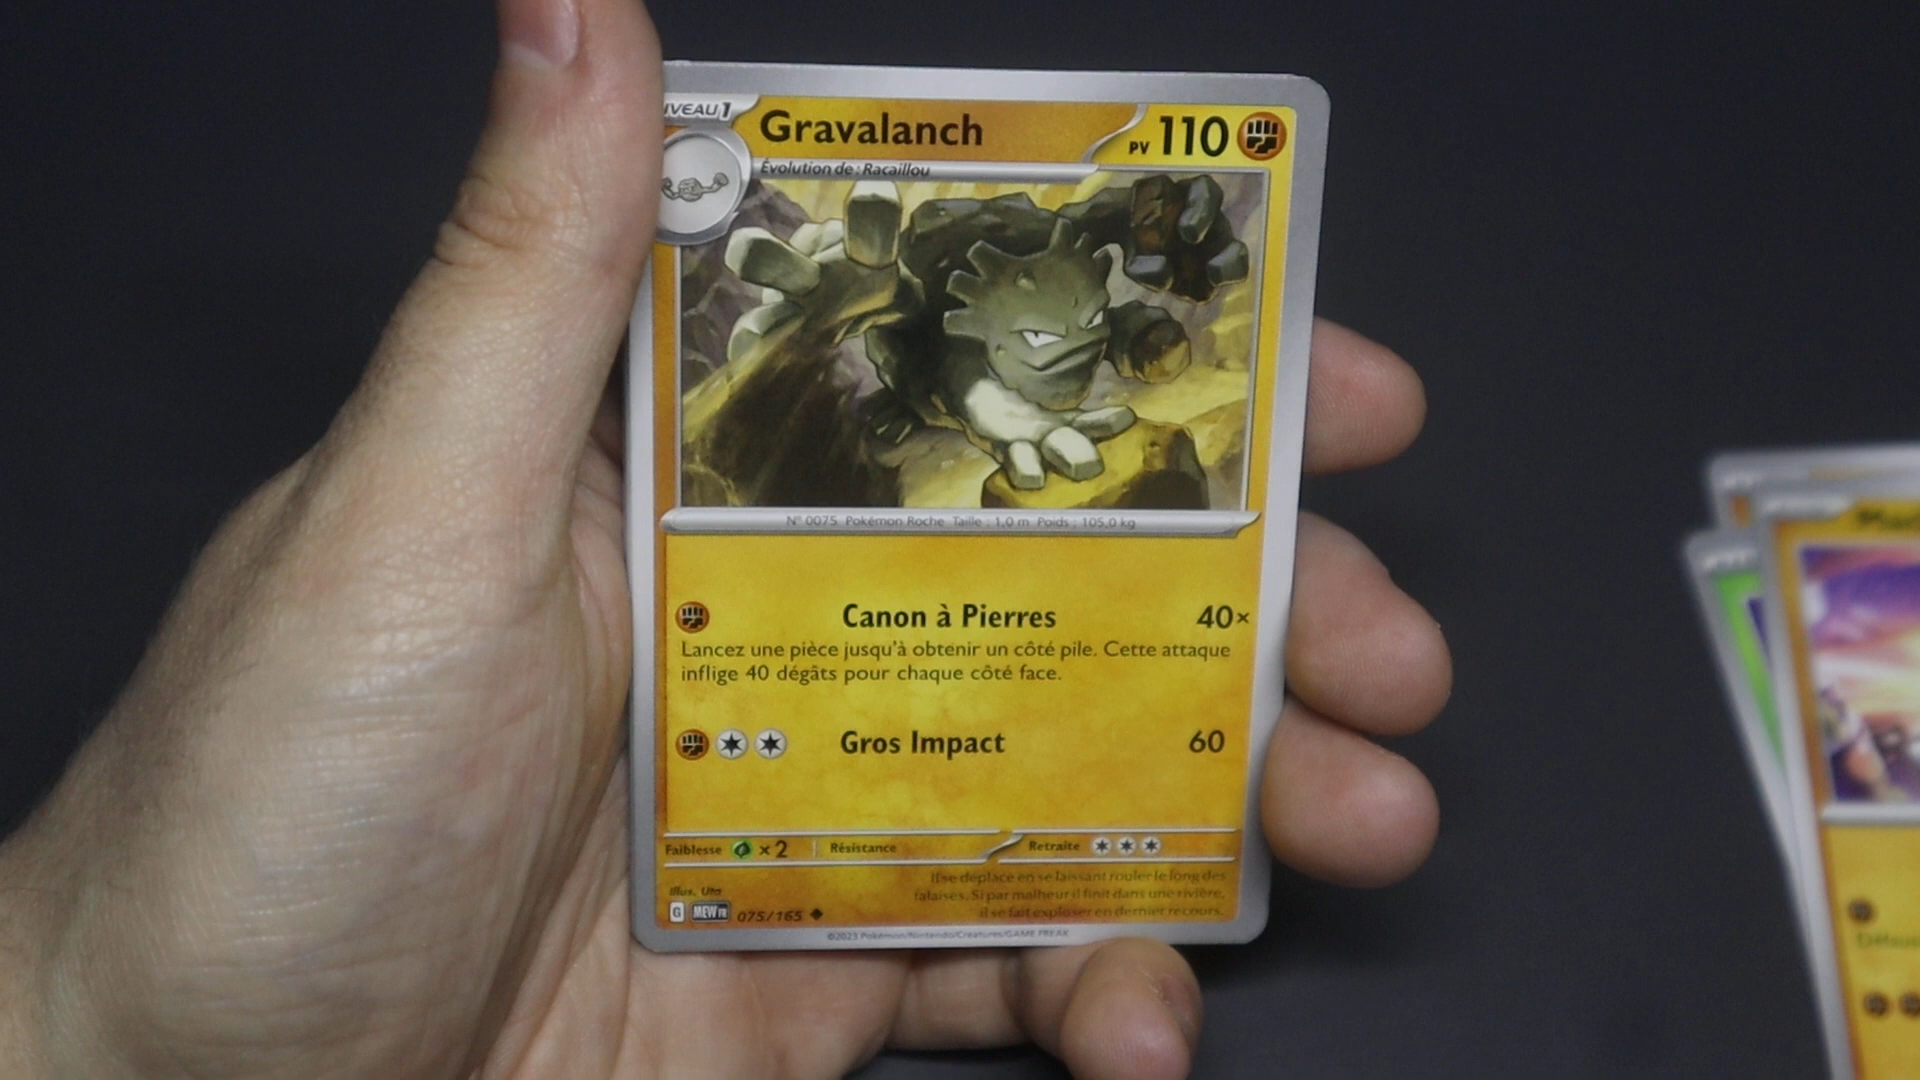 NIVEAU 1
Gravalanch
PV 110
Évolution de : Racaillou
N° 0075 Pokémon Roche Taille : 1,0 m Poids : 105,0 kg
Canon à Pierres 40×
Lancez une pièce jusqu'à obtenir un côté pile. Cette attaque
inflige 40 dégâts pour chaque côté face.
Gros Impact 60
Faiblesse ×2 Résistance Retraite
Il se déplace en se laissant rouler le long des
falaises. Si par malheur il finit dans une rivière,
il se fait exploser en dernier recours.
Illus. Uta
G MEW FR 075/165
©2023 Pokémon/Nintendo/Creatures/GAME FREAK